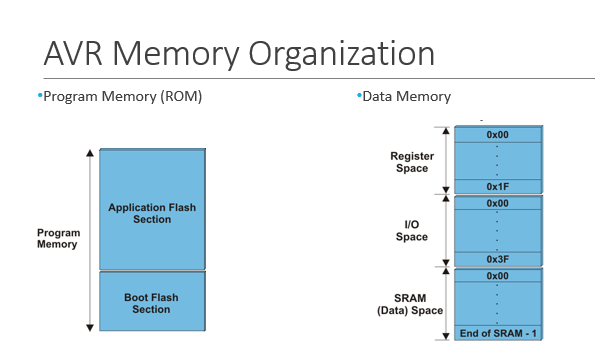 AVR Memory Organization
•Program Memory (ROM)
Program
Memory
Application Flash
Section
Boot Flash
Section
•Data Memory
Register
Space
0x00
0x1F
I/O
Space
0x00
0x3F
SRAM
(Data) Space
0x00
End of SRAM - 1